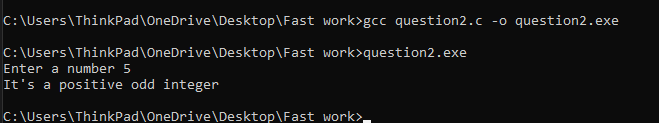 C:\Users\ThinkPad\OneDrive\Desktop\Fast work>gcc question2.c -o question2.exe
C:\Users\ThinkPad\OneDrive\Desktop\Fast work>question2.exe
Enter a number 5
It's a positive odd integer
C:\Users\ThinkPad\OneDrive\Desktop\Fast work>